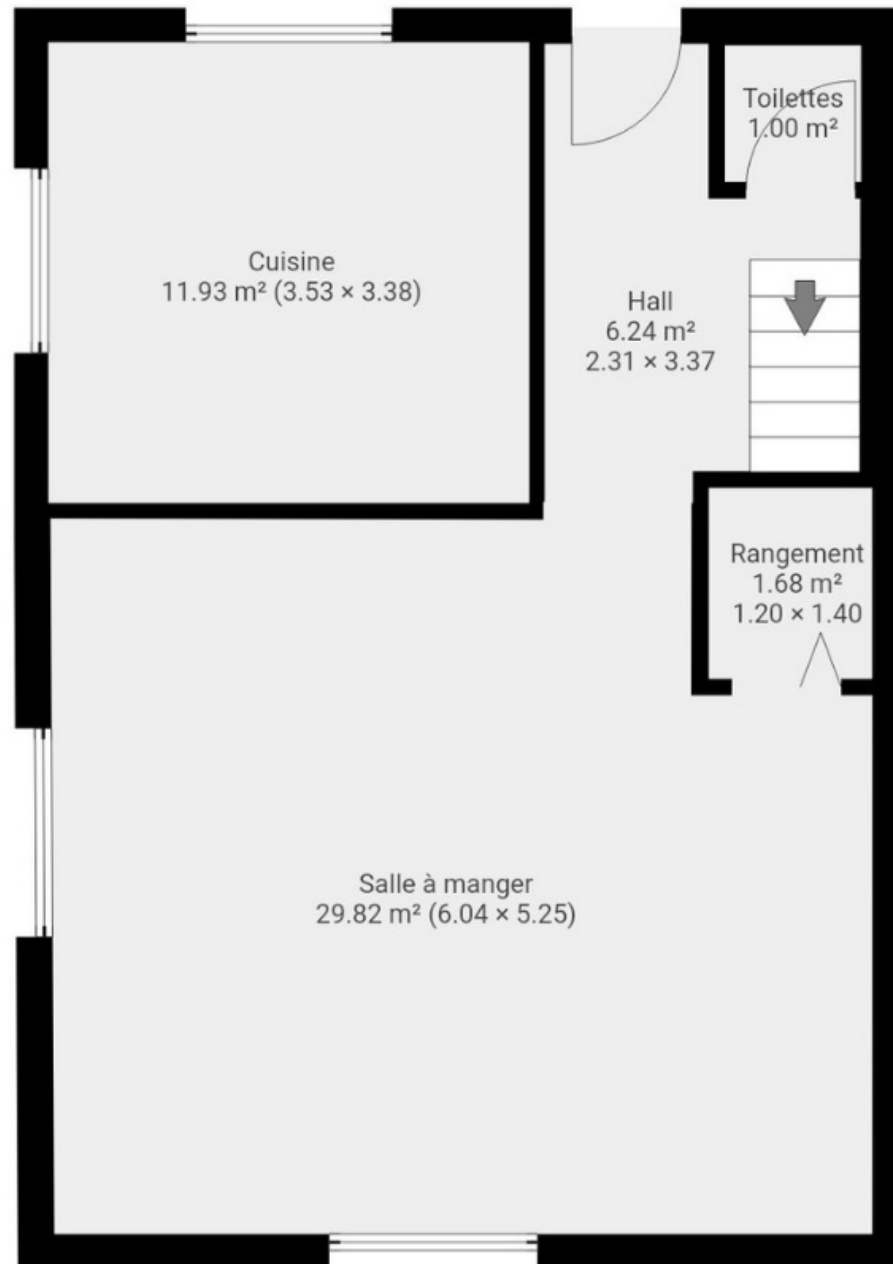 Toilettes
1.00 m²
Cuisine
11.93 m² (3.53 × 3.38)
Hall
6.24 m²
2.31 × 3.37
Rangement
1.68 m²
1.20 × 1.40
Salle à manger
29.82 m² (6.04 × 5.25)